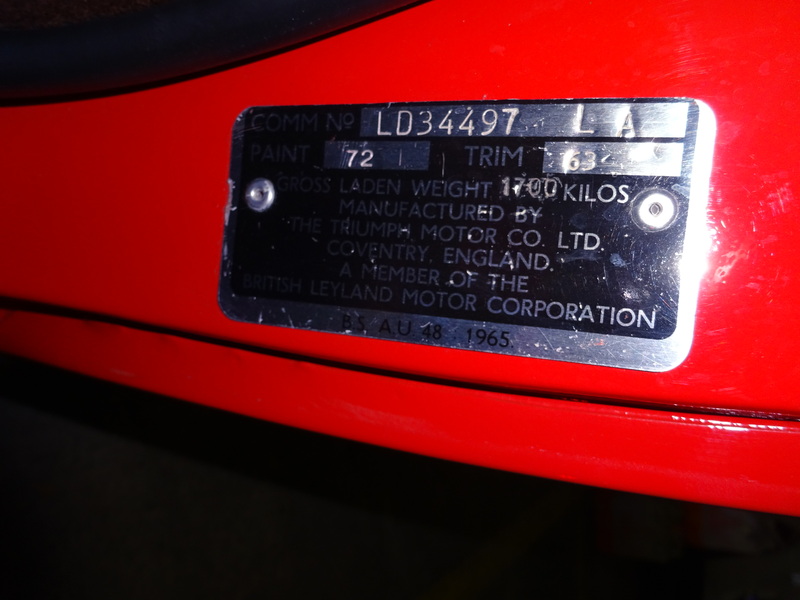 COMM Nº LD34497 L A
PAINT 72 TRIM 63
GROSS LADEN WEIGHT 1700 KILOS
MANUFACTURED BY
THE TRIUMPH MOTOR CO. LTD.
COVENTRY, ENGLAND.
A MEMBER OF THE
BRITISH LEYLAND MOTOR CORPORATION
B.S. A.U. 48 1965.